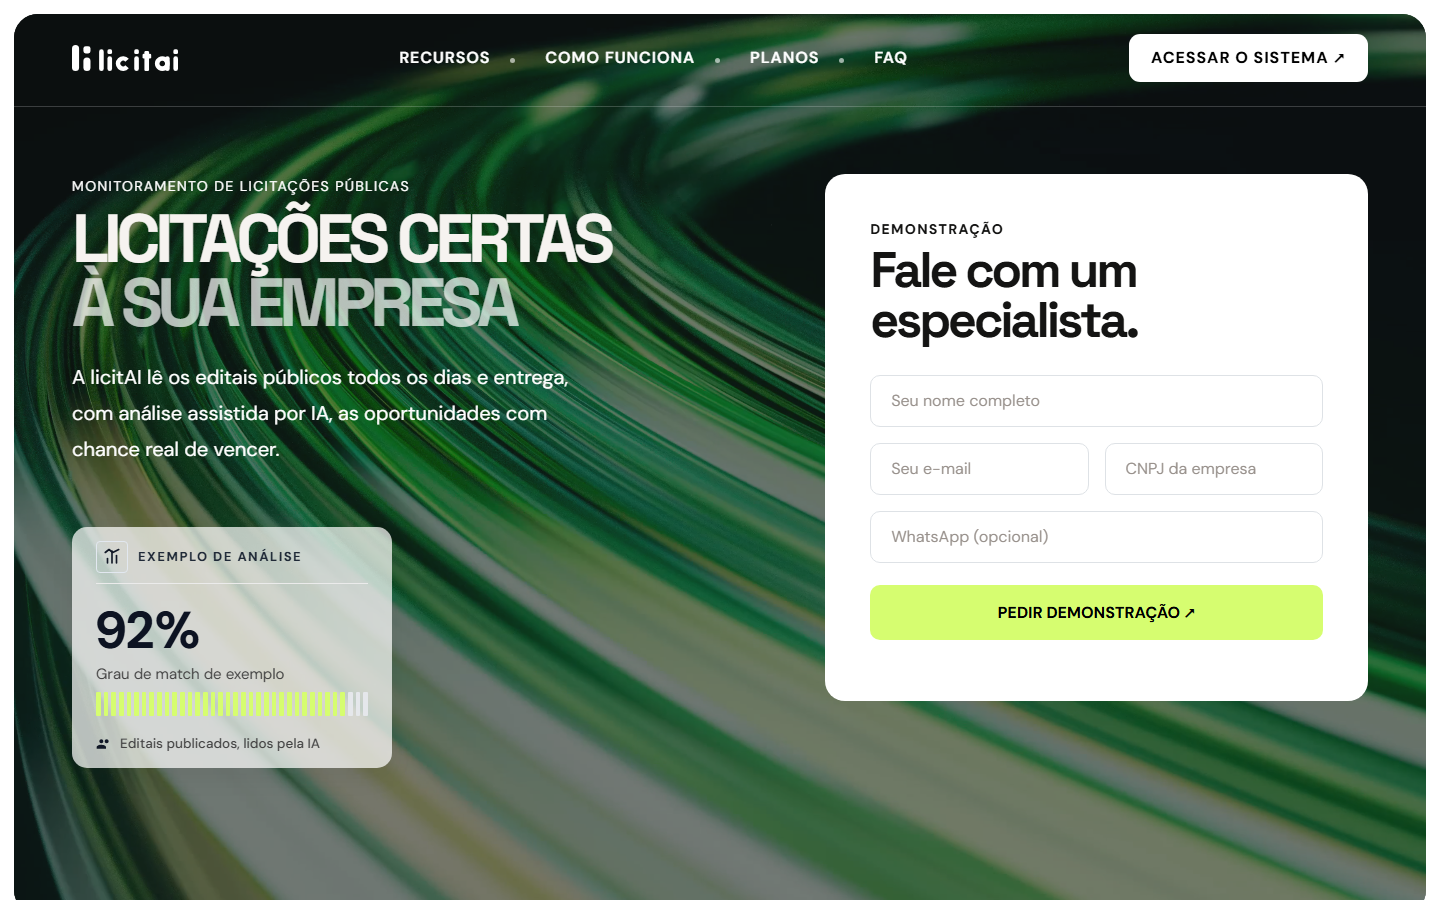 licitai
RECURSOS
COMO FUNCIONA
PLANOS
FAQ
ACESSAR O SISTEMA ↗
MONITORAMENTO DE LICITAÇÕES PÚBLICAS
LICITAÇÕES CERTAS
À SUA EMPRESA
A licitAI lê os editais públicos todos os dias e entrega,
com análise assistida por IA, as oportunidades com
chance real de vencer.
EXEMPLO DE ANÁLISE
92%
Grau de match de exemplo
Editais publicados, lidos pela IA
DEMONSTRAÇÃO
Fale com um
especialista.
Seu nome completo
Seu e-mail
CNPJ da empresa
WhatsApp (opcional)
PEDIR DEMONSTRAÇÃO ↗